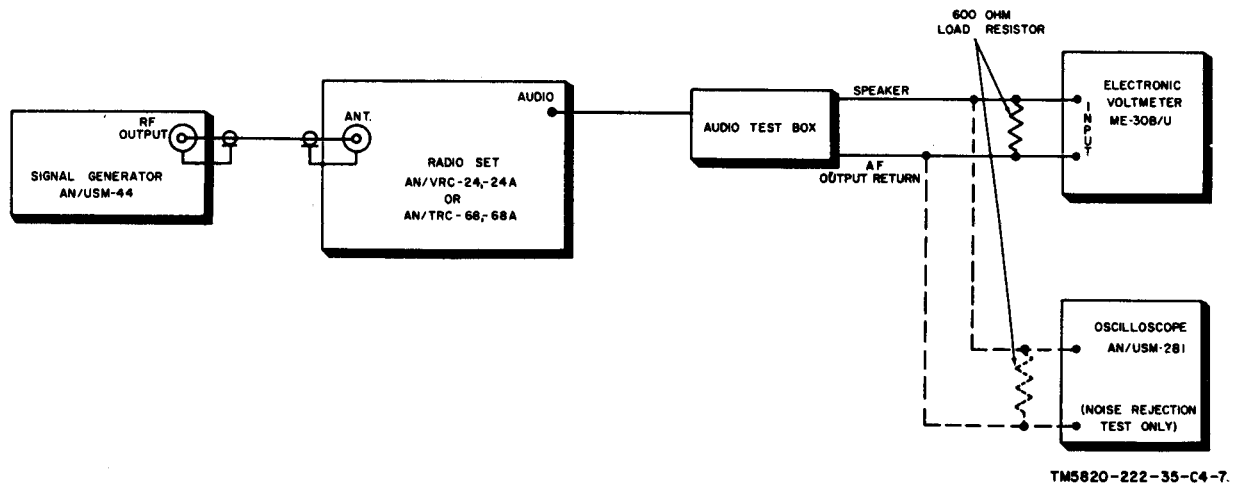 600 OHM
LOAD RESISTOR
RF
OUTPUT
SIGNAL GENERATOR
AN/USM-44
ANT.
AUDIO
RADIO SET
AN/VRC-24,-24A
OR
AN/TRC-68,-68A
AUDIO TEST BOX
SPEAKER
AF
OUTPUT RETURN
INPUT
ELECTRONIC
VOLTMETER
ME-30B/U
OSCILLOSCOPE
AN/USM-281
(NOISE REJECTION
TEST ONLY)
TM5820-222-35-C4-7.